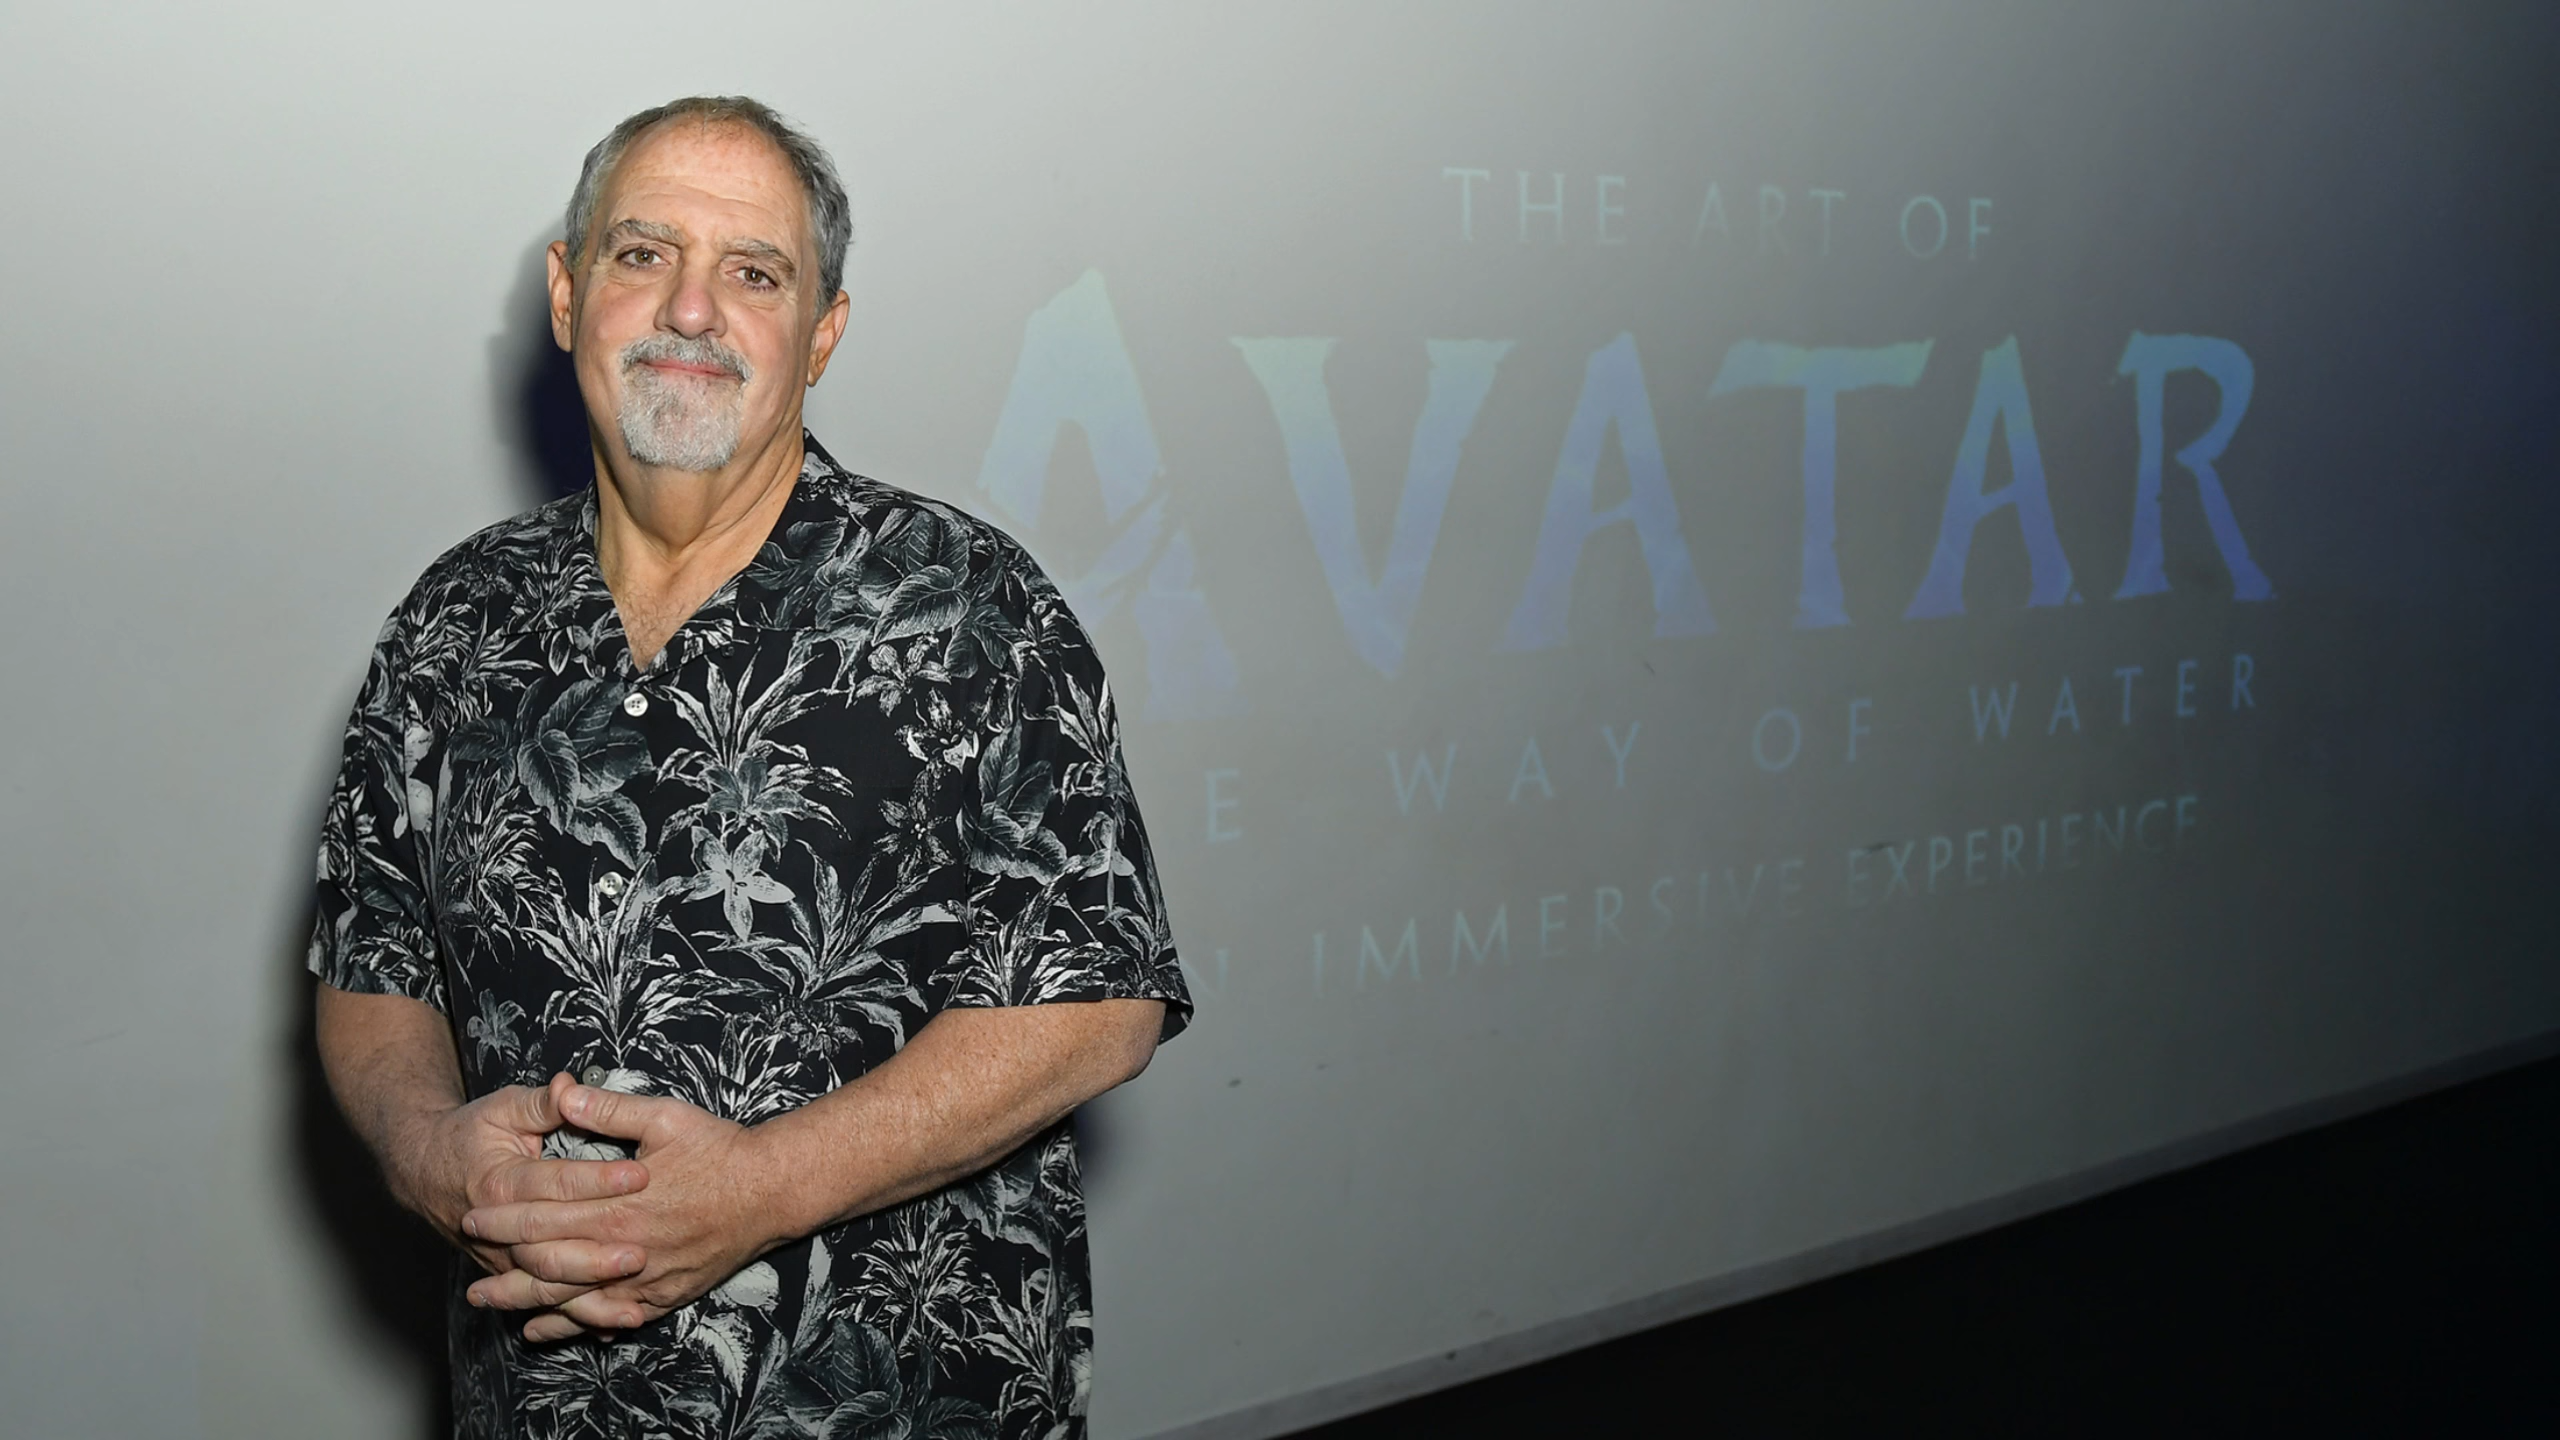 THE ART OF
AVATAR
E WAY OF WATER
N IMMERSIVE EXPERIENCE